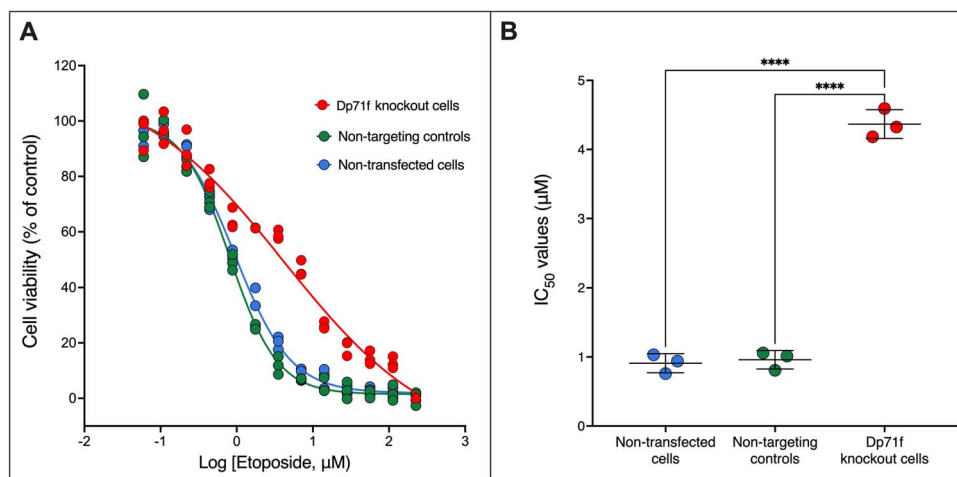 A
120
100
80
60
40
20
0
Cell viability (% of control)
-2
-1
0
1
2
3
Log [Etoposide, μM)
Dp71f knockout cells
Non-targeting controls
Non-transfected cells
B
****
****
5
4
3
2
1
0
IC50 values (μM)
Non-transfected
cells
Non-targeting
controls
Dp71f
knockout cells